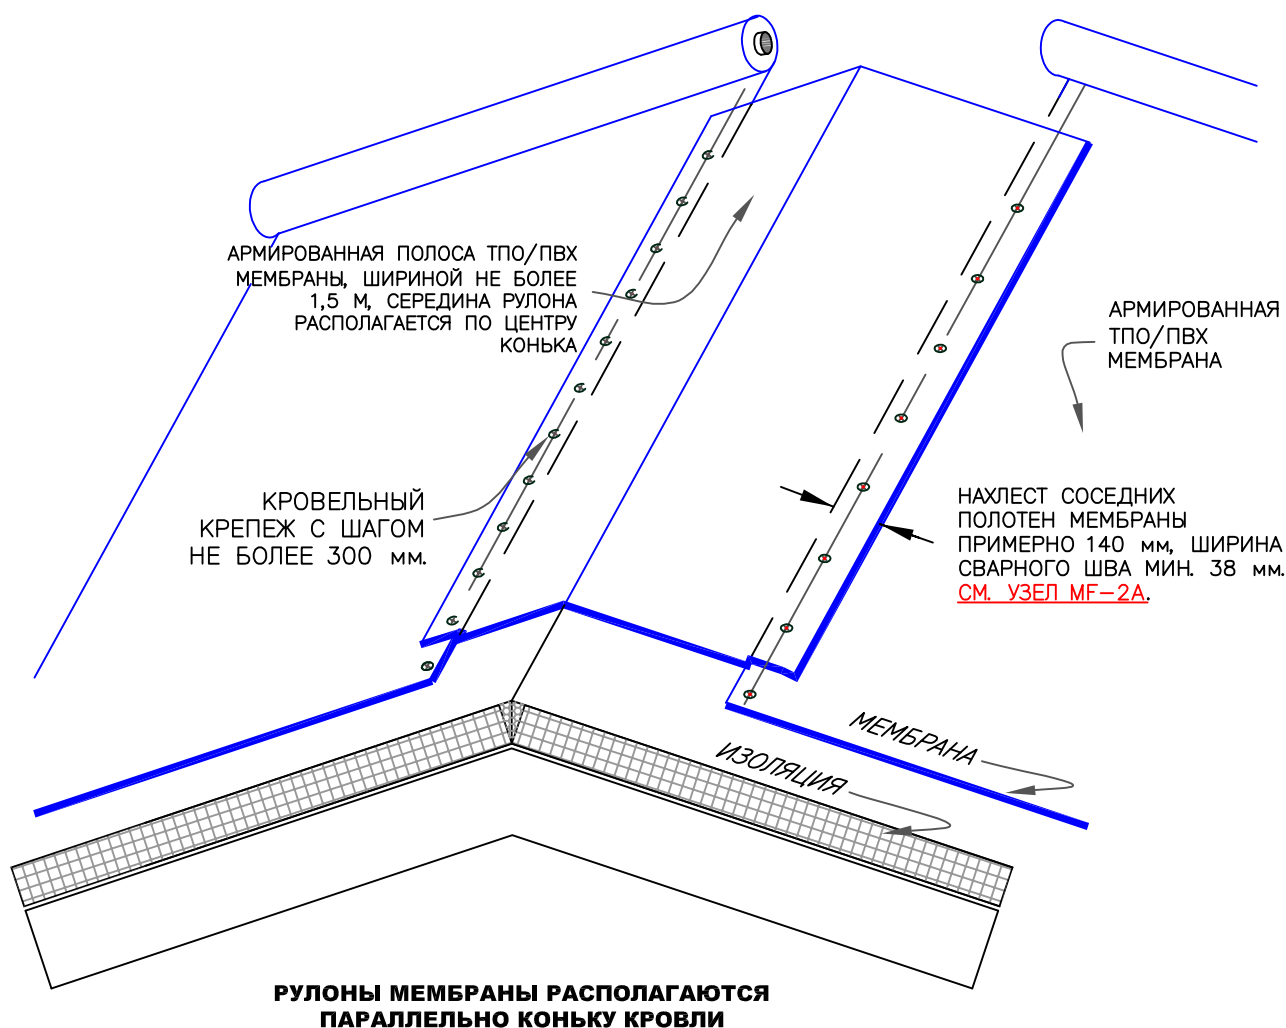 АРМИРОВАННАЯ ПОЛОСА ТПО/ПВХ
МЕМБРАНЫ, ШИРИНОЙ НЕ БОЛЕЕ
1,5 М, СЕРЕДИНА РУЛОНА
РАСПОЛАГАЕТСЯ ПО ЦЕНТРУ
КОНЬКА
АРМИРОВАННАЯ
ТПО/ПВХ
МЕМБРАНА
КРОВЕЛЬНЫЙ
КРЕПЕЖ С ШАГОМ
НЕ БОЛЕЕ 300 мм.
НАХЛЕСТ СОСЕДНИХ
ПОЛОТЕН МЕМБРАНЫ
ПРИМЕРНО 140 мм, ШИРИНА
СВАРНОГО ШВА МИН. 38 мм.
СМ. УЗЕЛ MF-2A.
МЕМБРАНА
ИЗОЛЯЦИЯ
РУЛОНЫ МЕМБРАНЫ РАСПОЛАГАЮТСЯ
ПАРАЛЛЕЛЬНО КОНЬКУ КРОВЛИ